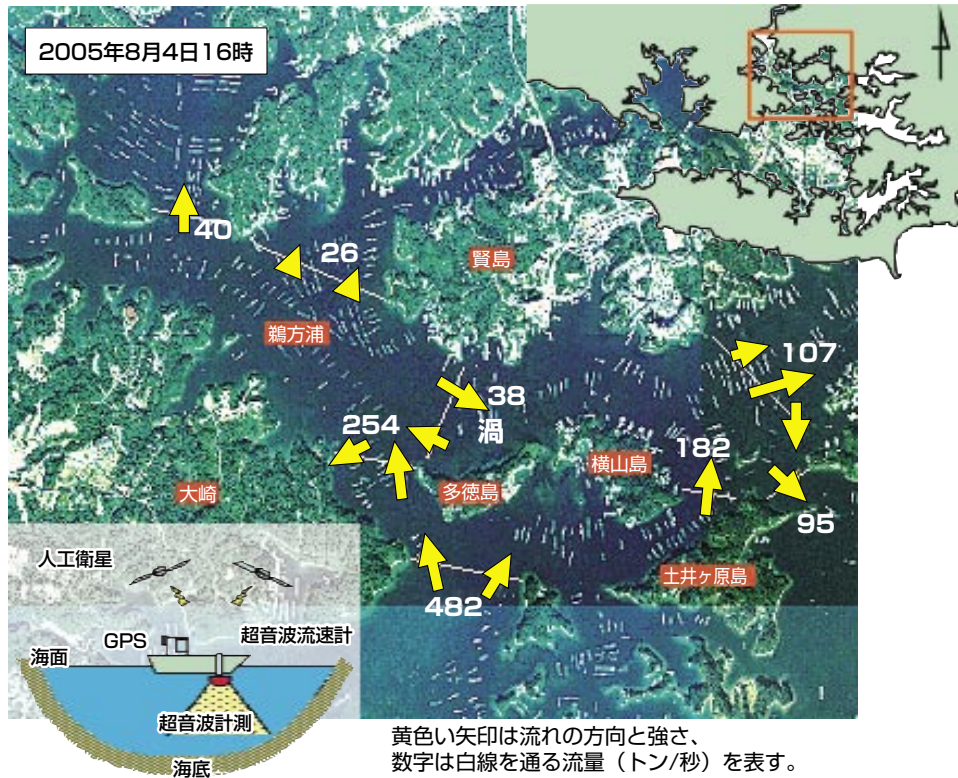 2005年8月4日16時
40
26
賢島
鵜方浦
107
38
渦
254
182
横山島
大崎
多徳島
95
土井ヶ原島
482
人工衛星
GPS
超音波流速計
海面
超音波計測
海底
黄色い矢印は流れの方向と強さ、
数字は白線を通る流量（トン/秒）を表す。